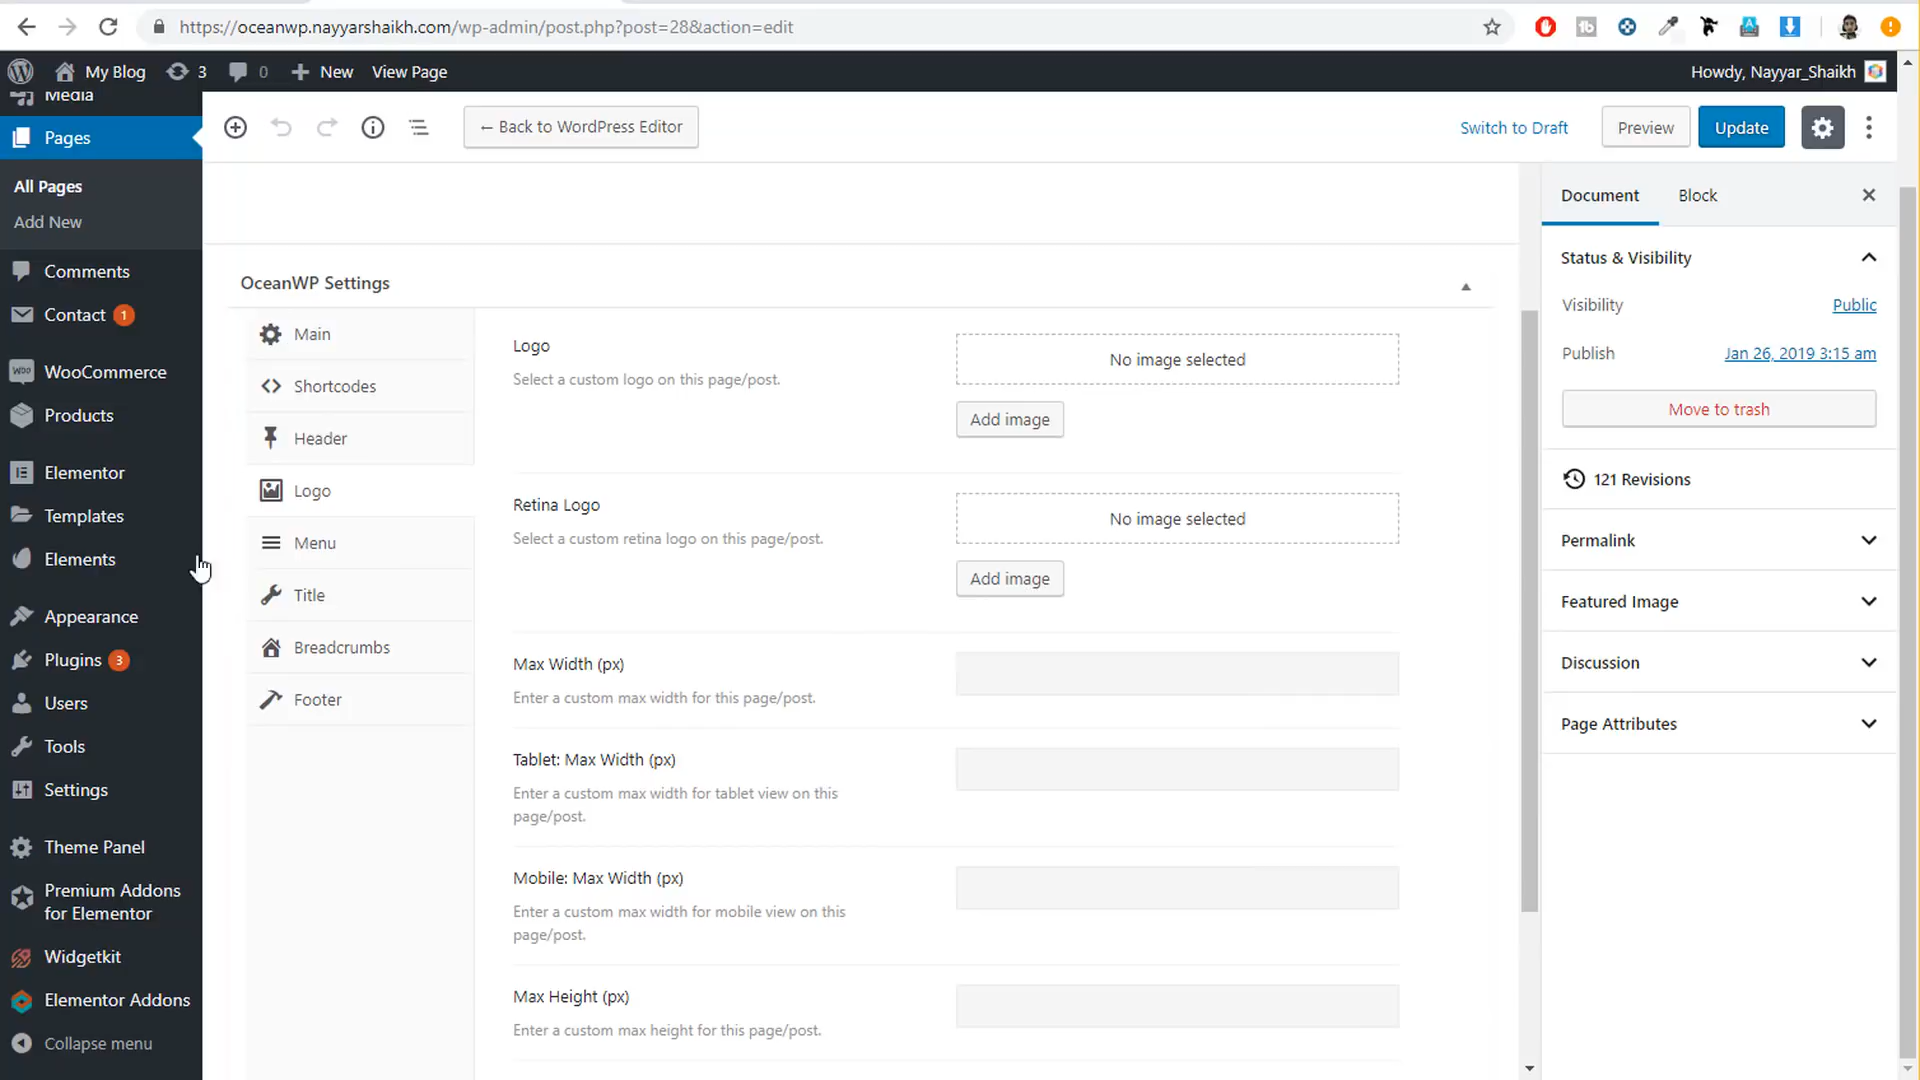 https://oceanwp.nayyarshaikh.com/wp-admin/post.php?post=28&action=edit
My Blog 3 0 New View Page
Howdy, Nayyar_Shaikh
Media
Pages
All Pages
Add New
Comments
Contact 1
WooCommerce
Products
Elementor
Templates
Elements
Appearance
Plugins 3
Users
Tools
Settings
Theme Panel
Premium Addons
for Elementor
Widgetkit
Elementor Addons
Collapse menu
← Back to WordPress Editor
Switch to Draft
Preview
Update
OceanWP Settings
Main
Shortcodes
Header
Logo
Menu
Title
Breadcrumbs
Footer
Logo
Select a custom logo on this page/post.
No image selected
Add image
Retina Logo
Select a custom retina logo on this page/post.
No image selected
Add image
Max Width (px)
Enter a custom max width for this page/post.
Tablet: Max Width (px)
Enter a custom max width for tablet view on this
page/post.
Mobile: Max Width (px)
Enter a custom max width for mobile view on this
page/post.
Max Height (px)
Enter a custom max height for this page/post.
Document
Block
Status & Visibility
Visibility
Public
Publish
Jan 26, 2019 3:15 am
Move to trash
121 Revisions
Permalink
Featured Image
Discussion
Page Attributes